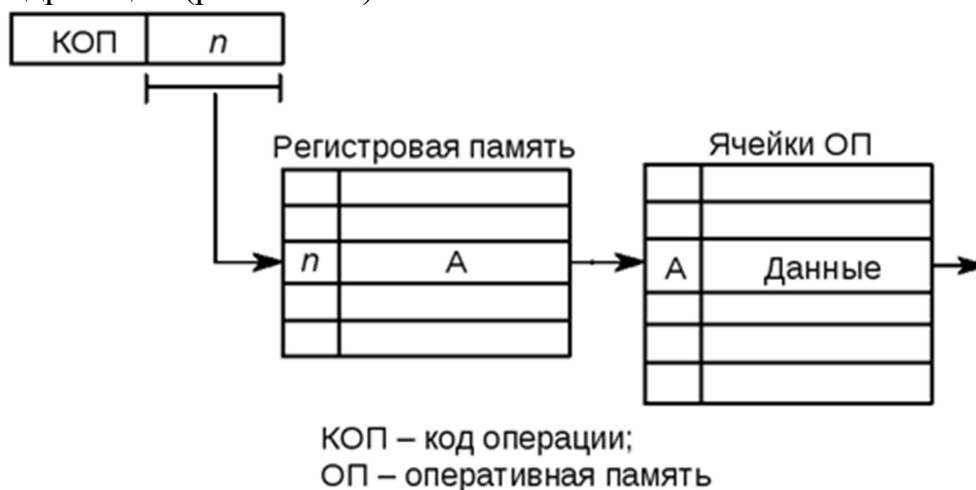 КОП n
Регистровая память
Ячейки ОП
n А
А Данные
КОП – код операции;
ОП – оперативная память